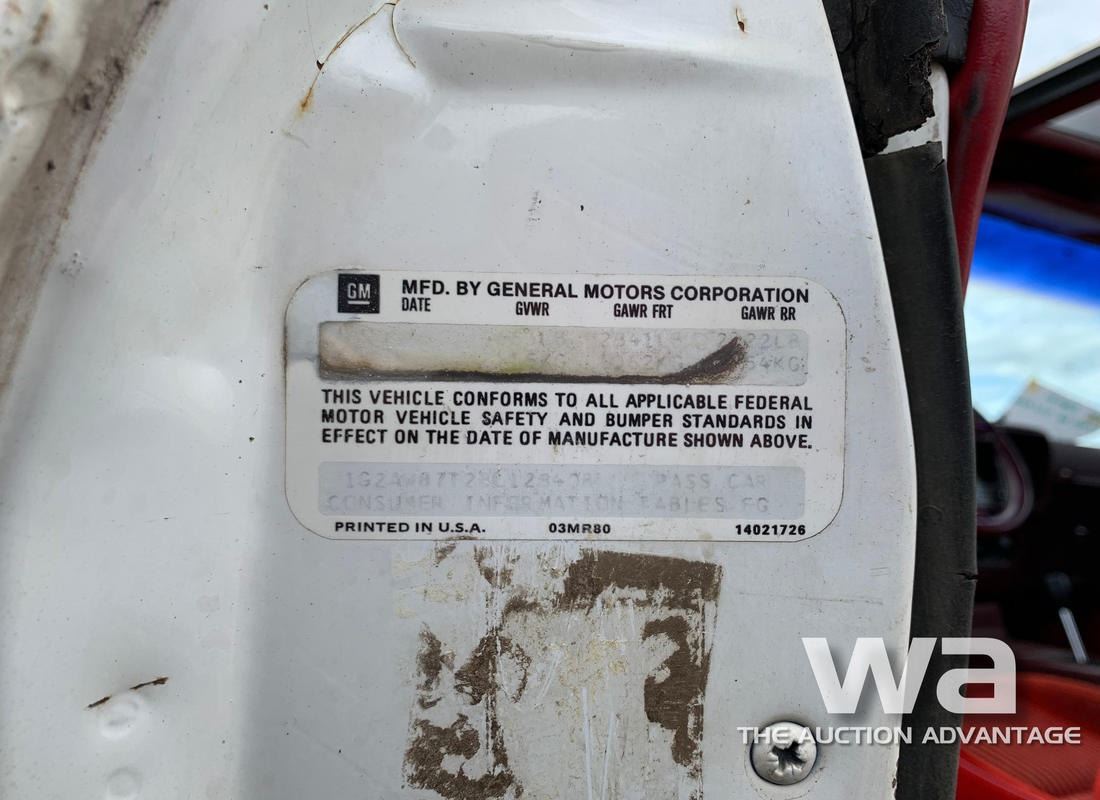 GM
MFD. BY GENERAL MOTORS CORPORATION
DATE GVWR GAWR FRT GAWR RR
THIS VEHICLE CONFORMS TO ALL APPLICABLE FEDERAL
MOTOR VEHICLE SAFETY AND BUMPER STANDARDS IN
EFFECT ON THE DATE OF MANUFACTURE SHOWN ABOVE.
PASS CAR
CONSUMER INFORMATION TABLES FG
PRINTED IN U.S.A. 03MR80 14021726
wa
THE AUCTION ADVANTAGE